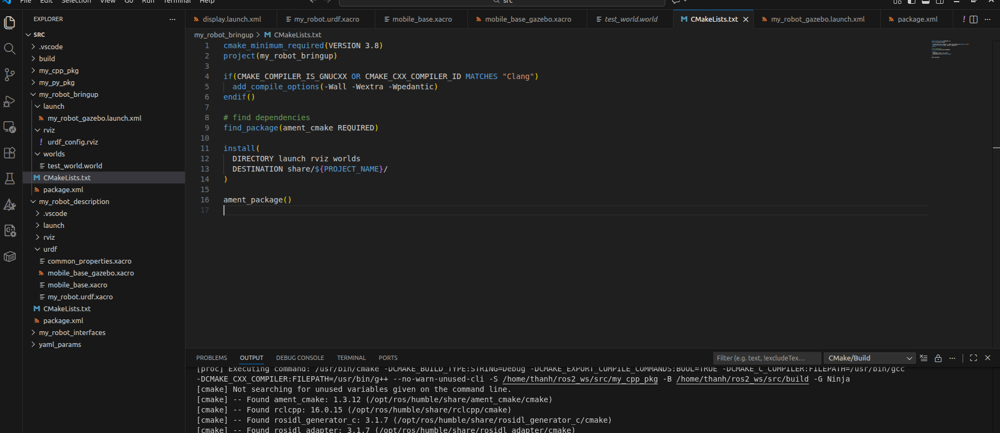 File Edit Selection View Go Run Terminal Help
src
EXPLORER
SRC
.vscode
build
my_cpp_pkg
my_py_pkg
my_robot_bringup
launch
my_robot_gazebo.launch.xml
rviz
urdf_config.rviz
worlds
test_world.world
CMakeLists.txt
package.xml
my_robot_description
.vscode
launch
rviz
urdf
common_properties.xacro
mobile_base_gazebo.xacro
mobile_base.xacro
my_robot.urdf.xacro
CMakeLists.txt
package.xml
my_robot_interfaces
yaml_params
display.launch.xml my_robot.urdf.xacro mobile_base.xacro mobile_base_gazebo.xacro test_world.world CMakeLists.txt my_robot_gazebo.launch.xml package.xml
my_robot_bringup > CMakeLists.txt
1 cmake_minimum_required(VERSION 3.8)
2 project(my_robot_bringup)
3
4 if(CMAKE_COMPILER_IS_GNUCXX OR CMAKE_CXX_COMPILER_ID MATCHES "Clang")
5 add_compile_options(-Wall -Wextra -Wpedantic)
6 endif()
7
8 # find dependencies
9 find_package(ament_cmake REQUIRED)
10
11 install(
12 DIRECTORY launch rviz worlds
13 DESTINATION share/${PROJECT_NAME}/
14 )
15
16 ament_package()
17
PROBLEMS OUTPUT DEBUG CONSOLE TERMINAL PORTS
Filter (e.g. text, !excludeTex... CMake/Build
[proc] Executing command: /usr/bin/cmake -DCMAKE_BUILD_TYPE:STRING=Debug -DCMAKE_EXPORT_COMPILE_COMMANDS:BOOL=TRUE -DCMAKE_C_COMPILER:FILEPATH=/usr/bin/gcc
-DCMAKE_CXX_COMPILER:FILEPATH=/usr/bin/g++ --no-warn-unused-cli -S /home/thanh/ros2_ws/src/my_cpp_pkg -B /home/thanh/ros2_ws/src/build -G Ninja
[cmake] Not searching for unused variables given on the command line.
[cmake] -- Found ament_cmake: 1.3.12 (/opt/ros/humble/share/ament_cmake/cmake)
[cmake] -- Found rclcpp: 16.0.15 (/opt/ros/humble/share/rclcpp/cmake)
[cmake] -- Found rosidl_generator_c: 3.1.7 (/opt/ros/humble/share/rosidl_generator_c/cmake)
[cmake] -- Found rosidl_adapter: 3.1.7 (/opt/ros/humble/share/rosidl_adapter/cmake)